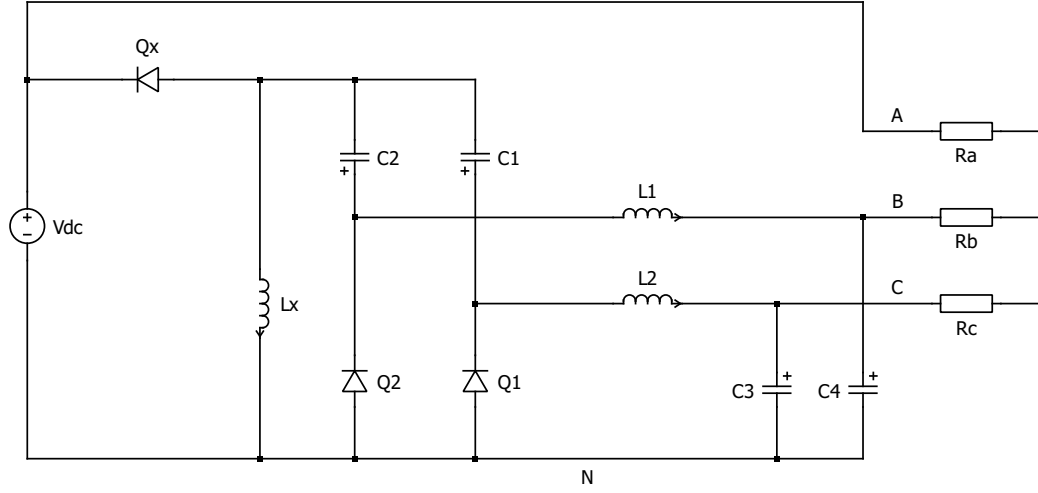 Qx
A
Ra
C2
C1
L1
B
Rb
+
−
Vdc
L2
C
Rc
Lx
Q2
Q1
C3
+
C4
+
N
+
+